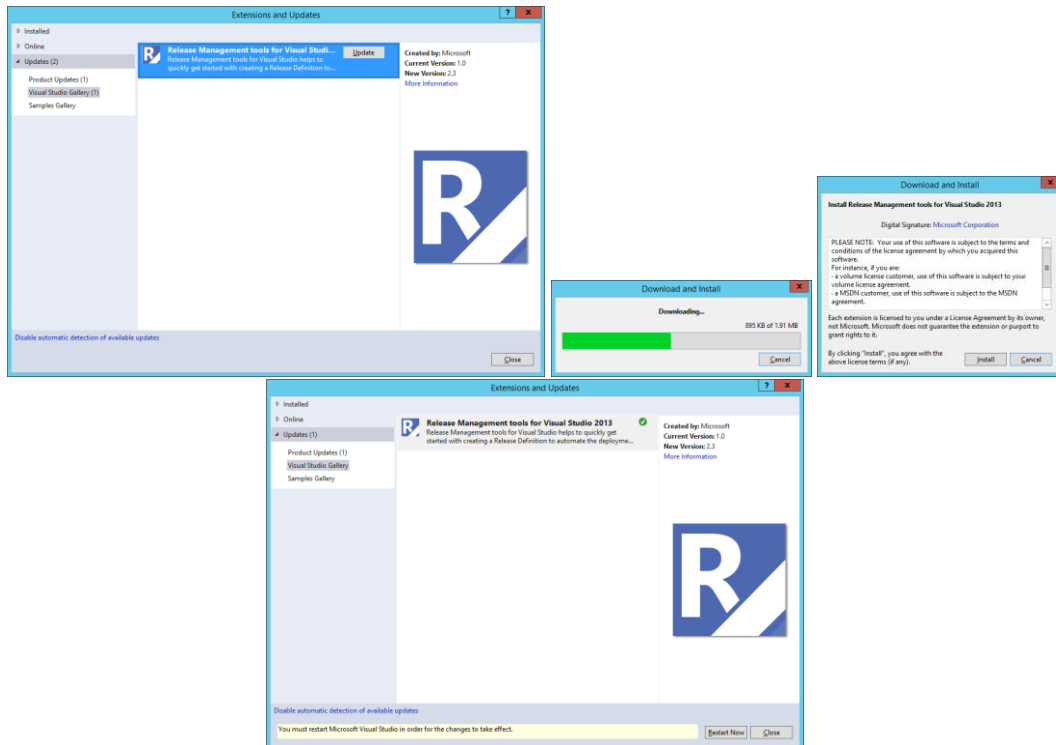 Extensions and Updates
? x
Installed
Online
Updates (2)
Product Updates (1)
Visual Studio Gallery (1)
Samples Gallery
R
Release Management tools for Visual Studi...
Update
Release Management tools for Visual Studio helps to
quickly get started with creating a Release Definition to...
Created by: Microsoft
Current Version: 1.0
New Version: 2.3
More Information
R
Disable automatic detection of available updates
Close
Download and Install
x
Downloading...
895 KB of 1.91 MB
Cancel
Download and Install
x
Install Release Management tools for Visual Studio 2013
Digital Signature: Microsoft Corporation
PLEASE NOTE: Your use of this software is subject to the terms and
conditions of the license agreement by which you acquired this
software.
For instance, if you are:
- a volume license customer, use of this software is subject to your
volume license agreement.
- a MSDN customer, use of this software is subject to the MSDN
agreement.
Each extension is licensed to you under a License Agreement by its owner,
not Microsoft. Microsoft does not guarantee the extension or purport to
grant rights to it.
By clicking "Install", you agree with the
above license terms (if any).
Install
Cancel
Extensions and Updates
? x
Installed
Online
Updates (1)
Product Updates (1)
Visual Studio Gallery
Samples Gallery
R
Release Management tools for Visual Studio 2013
Release Management tools for Visual Studio helps to quickly get
started with creating a Release Definition to automate the deployme...
Created by: Microsoft
Current Version: 1.0
New Version: 2.3
More Information
R
Disable automatic detection of available updates
You must restart Microsoft Visual Studio in order for the changes to take effect.
Restart Now
Close